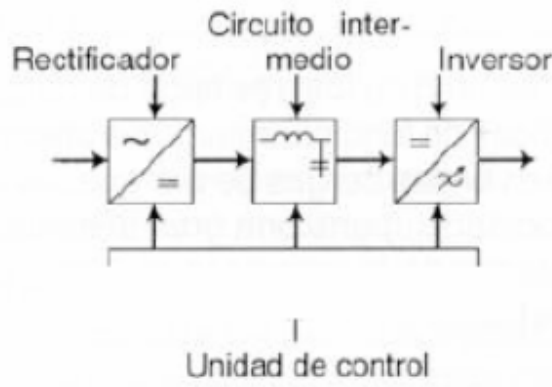 Circuito inter-
Rectificador medio Inversor
Unidad de control